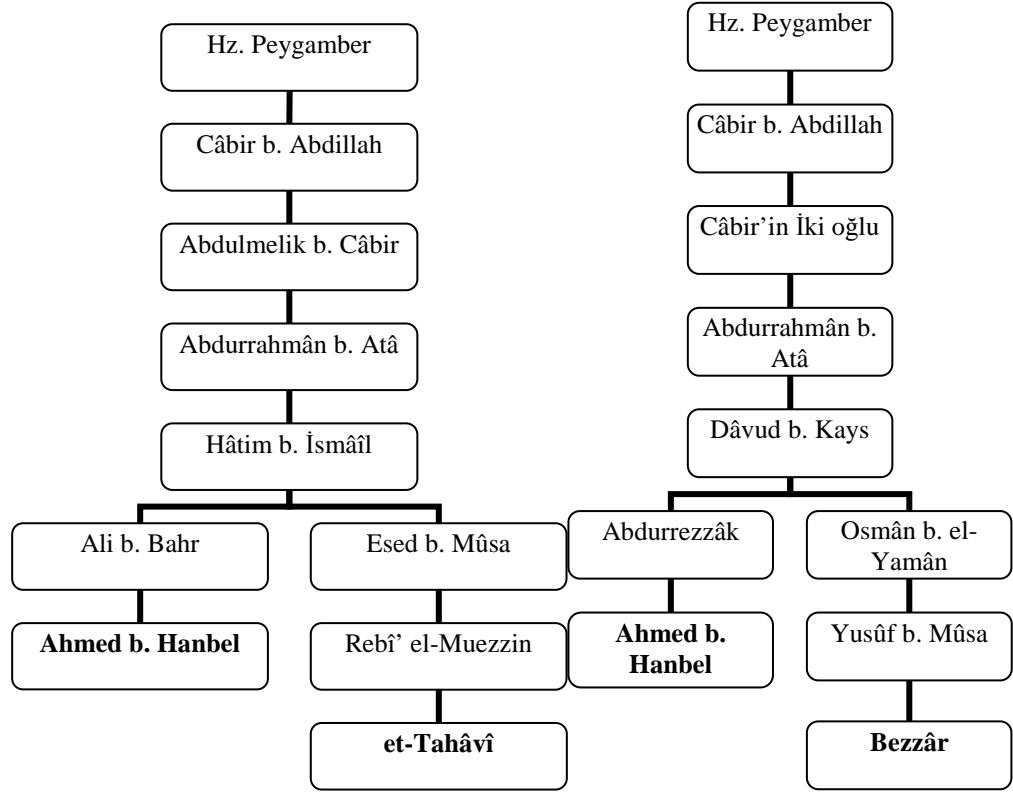 Hz. Peygamber
Câbir b. Abdillah
Abdulmelik b. Câbir
Abdurrahmân b. Atâ
Hâtim b. İsmâîl
Ali b. Bahr
Ahmed b. Hanbel
Esed b. Mûsa
Rebî’ el-Muezzin
et-Tahâvî
Hz. Peygamber
Câbir b. Abdillah
Câbir’in İki oğlu
Abdurrahmân b.
Atâ
Dâvud b. Kays
Abdurrezzâk
Ahmed b.
Hanbel
Osmân b. el-
Yamân
Yusûf b. Mûsa
Bezzâr